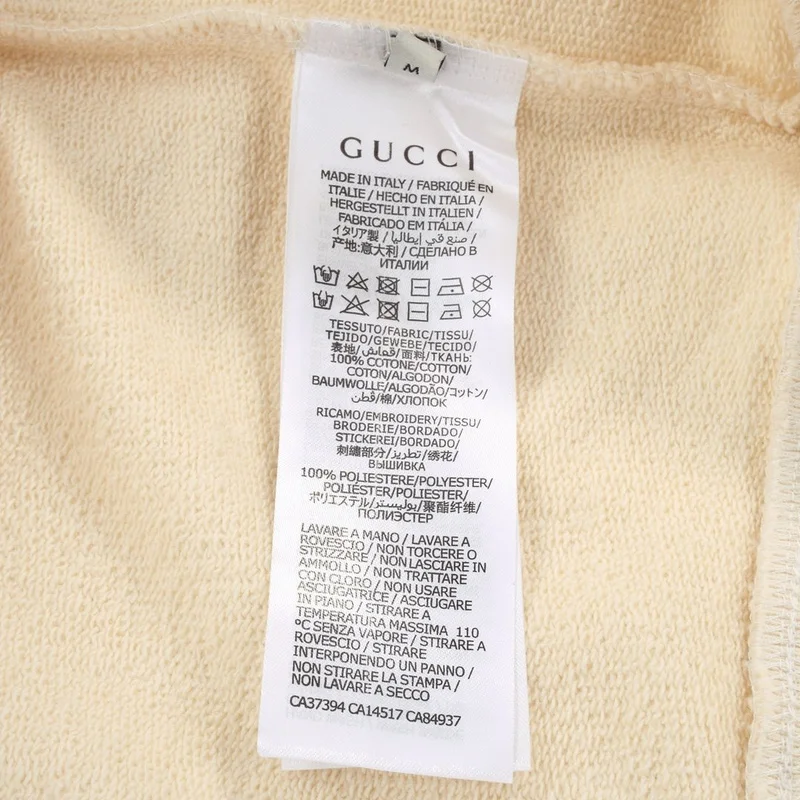 M
GUCCI
MADE IN ITALY / FABRIQUÉ EN
ITALIE / HECHO EN ITALIA /
HERGESTELLT IN ITALIEN /
FABRICADO EM ITÁLIA /
イタリア製 / صنع في إيطاليا /
产地:意大利 / СДЕЛАНО В
ИТАЛИИ
TESSUTO/FABRIC/TISSU/
TEJIDO/GEWEBE/TECIDO/
表地/قماش/面料/ТКАНЬ:
100% COTONE/COTTON/
COTON/ALGODON/
BAUMWOLLE/ALGODÃO/コットン/
قطن/棉/ХЛОПОК
RICAMO/EMBROIDERY/TISSU/
BRODERIE/BORDADO/
STICKEREI/BORDADO/
刺繍部分/تطريز/绣花/
ВЫШИВКА
100% POLIESTERE/POLYESTER/
POLIÉSTER/POLIESTER/
ポリエステル/بوليستر/聚酯纤维/
ПОЛИЭСТЕР
LAVARE A MANO / LAVARE A
ROVESCIO / NON TORCERE O
STRIZZARE / NON LASCIARE IN
AMMOLLO / NON TRATTARE
CON CLORO / NON USARE
ASCIUGATRICE / ASCIUGARE
IN PIANO / STIRARE A
TEMPERATURA MASSIMA 110
°C SENZA VAPORE / STIRARE A
ROVESCIO / STIRARE
INTERPONENDO UN PANNO /
NON STIRARE LA STAMPA /
NON LAVARE A SECCO
CA37394 CA14517 CA84937